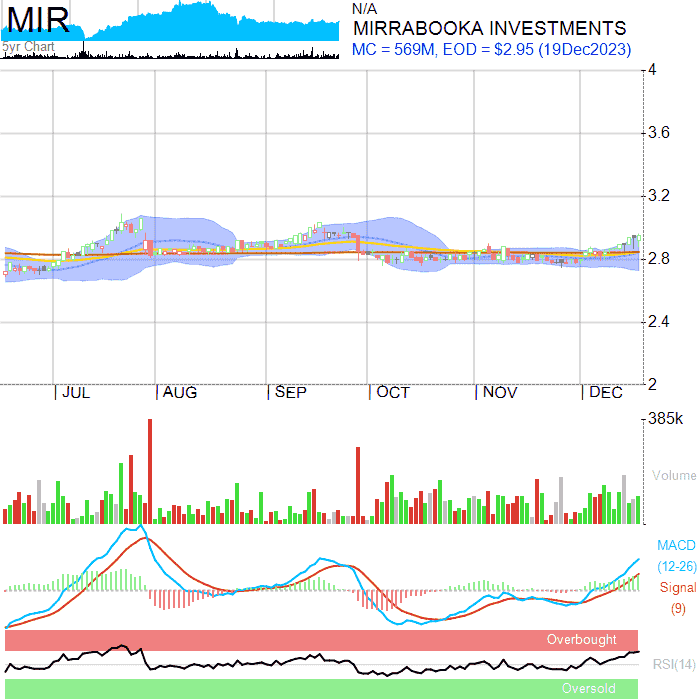 MIR
5yr Chart
N/A
MIRRABOOKA INVESTMENTS
MC = 569M, EOD = $2.95 (19Dec2023)
4
3.6
3.2
2.8
2.4
2
JUL AUG SEP OCT NOV DEC
385k
Volume
MACD
(12-26)
Signal
(9)
Overbought
RSI(14)
Oversold